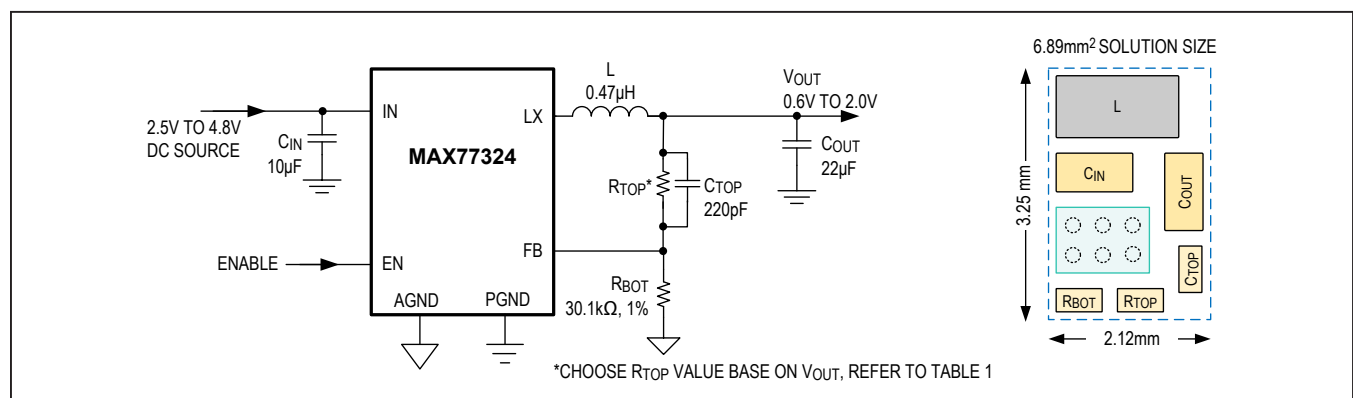 2.5V TO 4.8V
DC SOURCE
CIN
10µF
ENABLE
IN
LX
MAX77324
FB
EN
AGND
PGND
L
0.47µH
VOUT
0.6V TO 2.0V
COUT
22µF
RTOP*
CTOP
220pF
RBOT
30.1kΩ, 1%
*CHOOSE RTOP VALUE BASE ON VOUT, REFER TO TABLE 1
6.89mm² SOLUTION SIZE
L
CIN
COUT
CTOP
RBOT
RTOP
3.25 mm
2.12mm